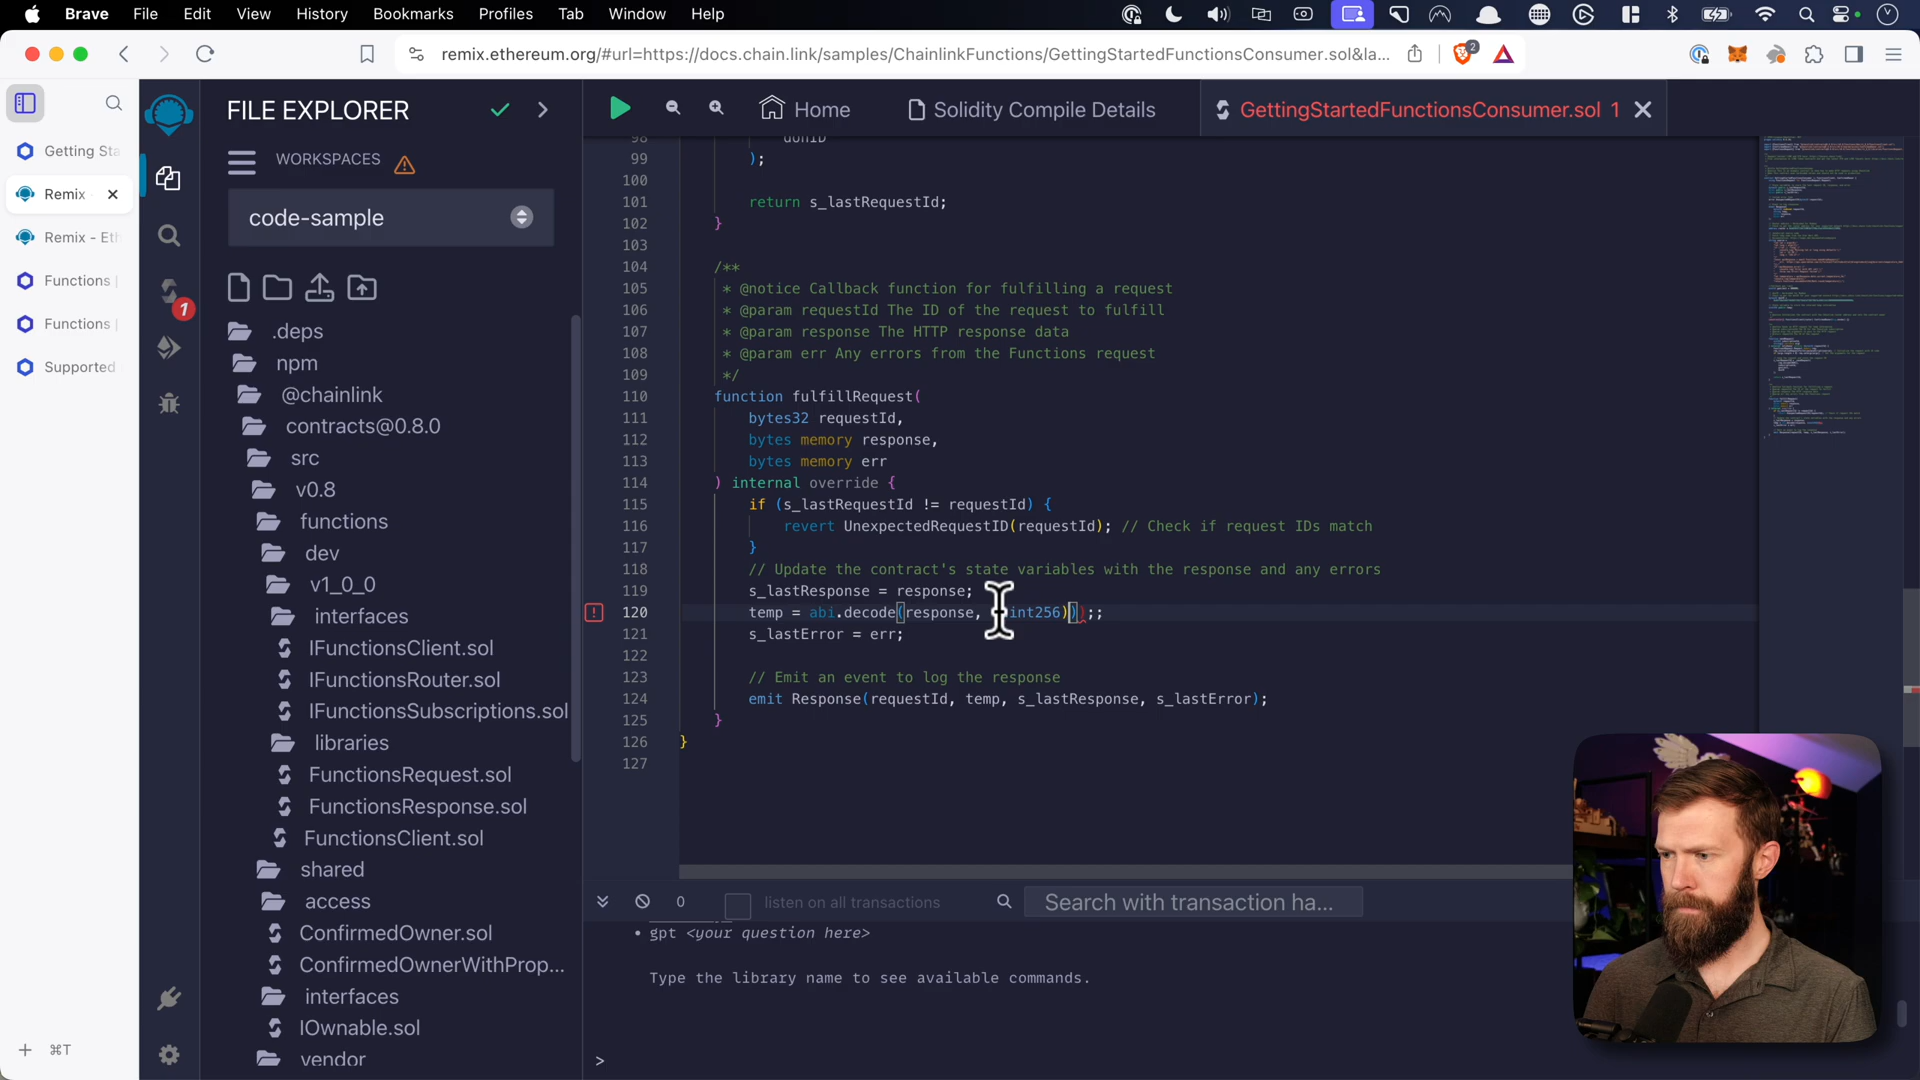 Brave File Edit View History Bookmarks Profiles Tab Window Help
remix.ethereum.org/#url=https://docs.chain.link/samples/ChainlinkFunctions/GettingStartedFunctionsConsumer.sol&la...
2
Getting Sta
Remix
Remix - Eth
Functions |
Functions |
Supported
+ ⌘T
1
FILE EXPLORER
WORKSPACES
code-sample
.deps
npm
@chainlink
contracts@0.8.0
src
v0.8
functions
dev
v1_0_0
interfaces
IFunctionsClient.sol
IFunctionsRouter.sol
IFunctionsSubscriptions.sol
libraries
FunctionsRequest.sol
FunctionsResponse.sol
FunctionsClient.sol
shared
access
ConfirmedOwner.sol
ConfirmedOwnerWithProp...
interfaces
IOwnable.sol
vendor
Home Solidity Compile Details GettingStartedFunctionsConsumer.sol 1
98 donID
99 );
100
101 return s_lastRequestId;
102 }
103
104 /**
105 * @notice Callback function for fulfilling a request
106 * @param requestId The ID of the request to fulfill
107 * @param response The HTTP response data
108 * @param err Any errors from the Functions request
109 */
110 function fulfillRequest(
111 bytes32 requestId,
112 bytes memory response,
113 bytes memory err
114 ) internal override {
115 if (s_lastRequestId != requestId) {
116 revert UnexpectedRequestID(requestId); // Check if request IDs match
117 }
118 // Update the contract's state variables with the response and any errors
119 s_lastResponse = response;
120 temp = abi.decode(response, int256)));;
121 s_lastError = err;
122
123 // Emit an event to log the response
124 emit Response(requestId, temp, s_lastResponse, s_lastError);
125 }
126 }
127
0 listen on all transactions Search with transaction ha...
• gpt <your question here>
Type the library name to see available commands.
>